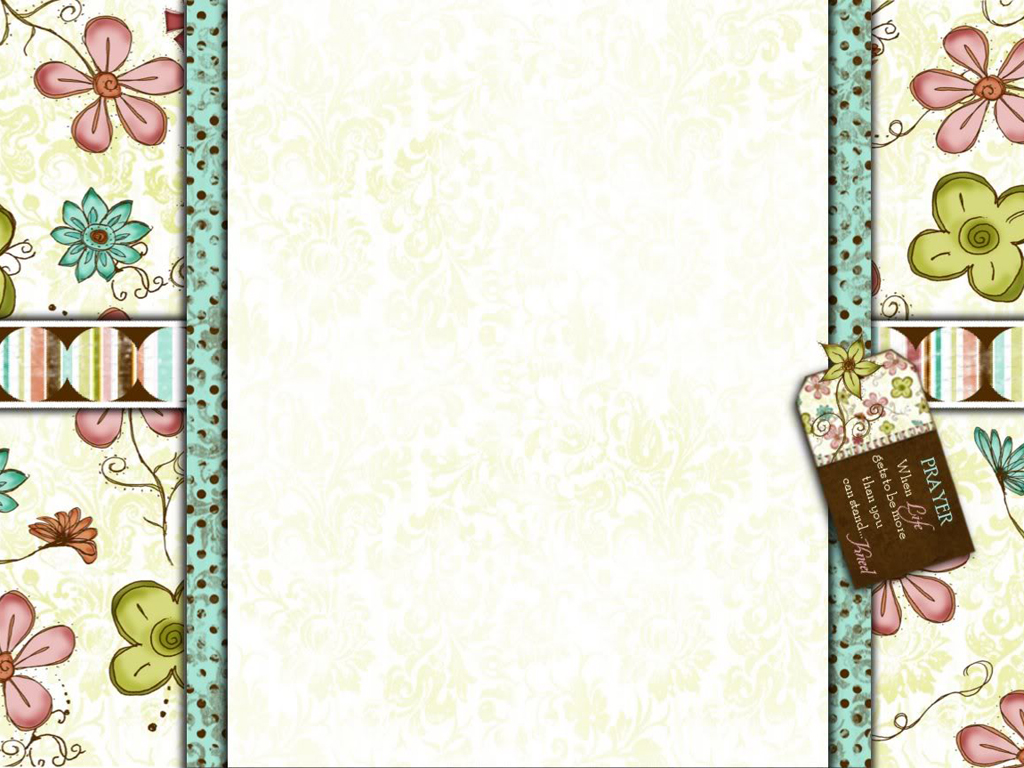 PRAYER
When Life
Gets to be more
than you
can stand... Kneel